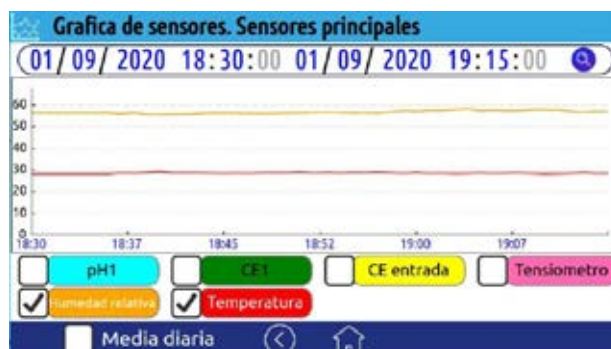 Grafica de sensores. Sensores principales
01/09/2020 18:30:00 01/09/2020 19:15:00
60
50
40
30
20
10
0
18:30 18:37 18:45 18:52 19:00 19:07
pH1 CE1 CE entrada Tensiometro
Humedad relativa Temperatura
Media diaria